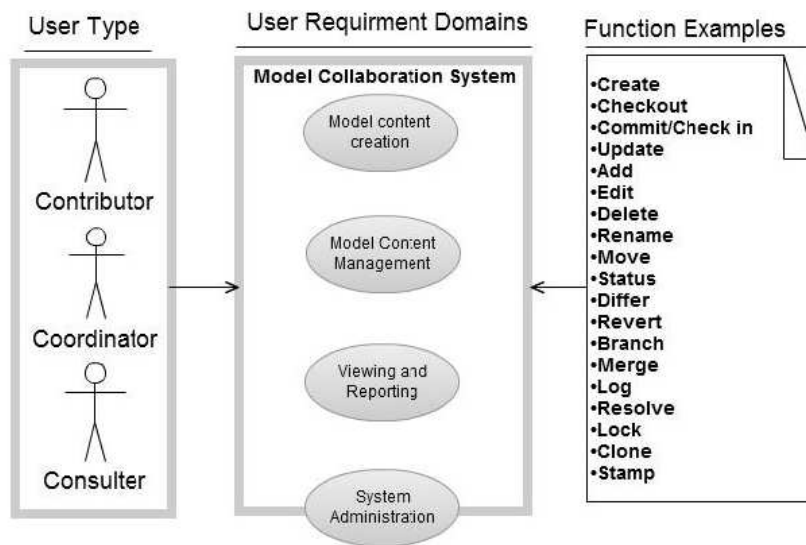 User Type
Contributor
Coordinator
Consulter
User Requirment Domains
Model Collaboration System
Model content
creation
Model Content
Management
Viewing and
Reporting
System
Administration
Function Examples
•Create
•Checkout
•Commit/Check in
•Update
•Add
•Edit
•Delete
•Rename
•Move
•Status
•Differ
•Revert
•Branch
•Merge
•Log
•Resolve
•Lock
•Clone
•Stamp